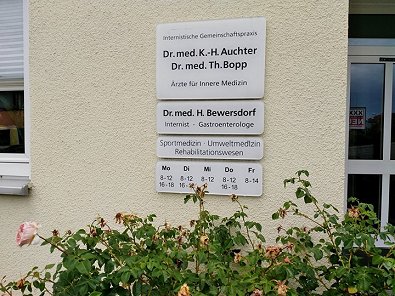 Internistische Gemeinschaftspraxis
Dr. med. K.-H. Auchter
Dr. med. Th. Bopp
Ärzte für Innere Medizin
Dr. med. H. Bewersdorf
Internist - Gastroenterologe
Sportmedizin · Umweltmedizin
Rehabilitationswesen
Mo Di Mi Do Fr
8-12 8-12 8-12 8-12 8-14
16-18 16-18 16-18